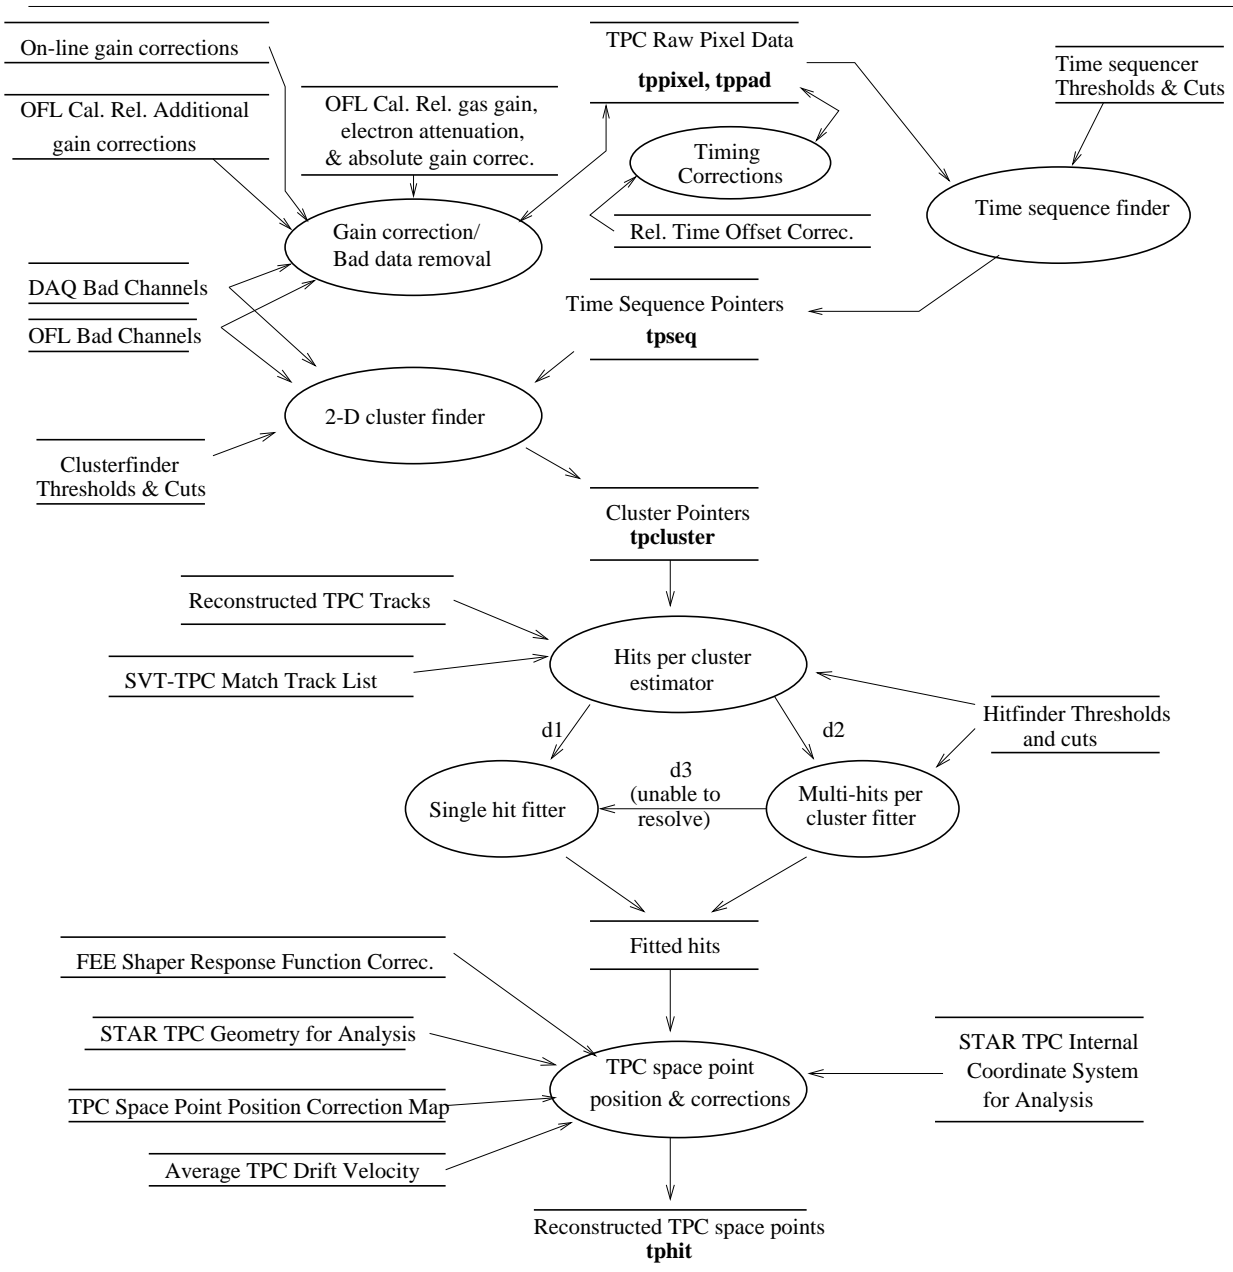 On-line gain corrections
OFL Cal. Rel. Additional
gain corrections
OFL Cal. Rel. gas gain,
electron attenuation,
& absolute gain correc.
TPC Raw Pixel Data
tppixel, tppad
Time sequencer
Thresholds & Cuts
Timing
Corrections
Rel. Time Offset Correc.
Time sequence finder
Gain correction/
Bad data removal
DAQ Bad Channels
OFL Bad Channels
Time Sequence Pointers
tpseq
2-D cluster finder
Clusterfinder
Thresholds & Cuts
Cluster Pointers
tpcluster
Reconstructed TPC Tracks
SVT-TPC Match Track List
Hits per cluster
estimator
Hitfinder Thresholds
and cuts
d1
d2
d3
(unable to
resolve)
Single hit fitter
Multi-hits per
cluster fitter
Fitted hits
FEE Shaper Response Function Correc.
STAR TPC Geometry for Analysis
TPC Space Point Position Correction Map
Average TPC Drift Velocity
TPC space point
position & corrections
STAR TPC Internal
Coordinate System
for Analysis
Reconstructed TPC space points
tphit